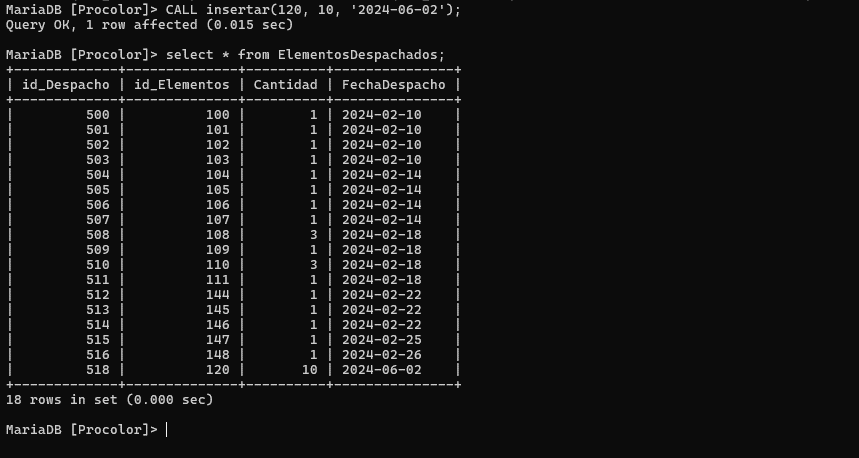 MariaDB [Procolor]> CALL insertar(120, 10, '2024-06-02');
Query OK, 1 row affected (0.015 sec)
MariaDB [Procolor]> select * from ElementosDespachados;
+-------------+--------------+----------+---------------+
| id_Despacho | id_Elementos | Cantidad | FechaDespacho |
+-------------+--------------+----------+---------------+
|         500 |          100 |        1 | 2024-02-10    |
|         501 |          101 |        1 | 2024-02-10    |
|         502 |          102 |        1 | 2024-02-10    |
|         503 |          103 |        1 | 2024-02-10    |
|         504 |          104 |        1 | 2024-02-14    |
|         505 |          105 |        1 | 2024-02-14    |
|         506 |          106 |        1 | 2024-02-14    |
|         507 |          107 |        1 | 2024-02-14    |
|         508 |          108 |        3 | 2024-02-18    |
|         509 |          109 |        1 | 2024-02-18    |
|         510 |          110 |        3 | 2024-02-18    |
|         511 |          111 |        1 | 2024-02-18    |
|         512 |          144 |        1 | 2024-02-22    |
|         513 |          145 |        1 | 2024-02-22    |
|         514 |          146 |        1 | 2024-02-22    |
|         515 |          147 |        1 | 2024-02-25    |
|         516 |          148 |        1 | 2024-02-26    |
|         518 |          120 |       10 | 2024-06-02    |
+-------------+--------------+----------+---------------+
18 rows in set (0.000 sec)
MariaDB [Procolor]>